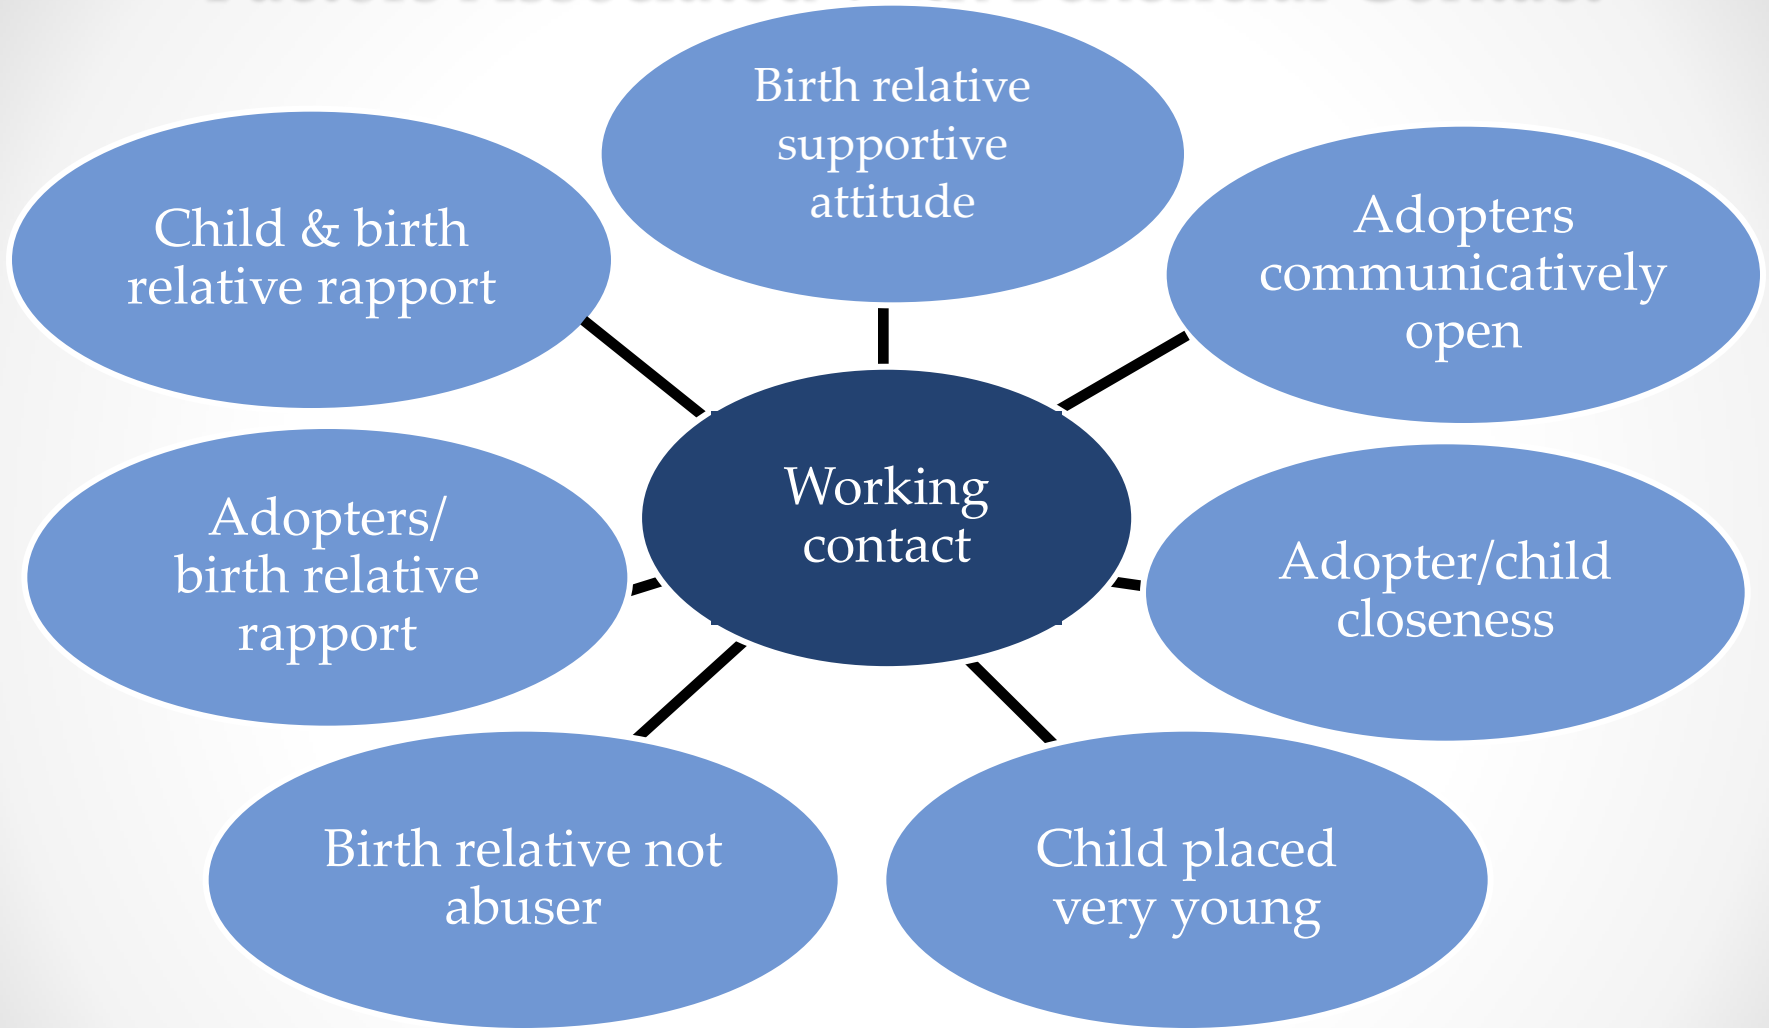 Birth relative
supportive
attitude
Adopters
communicatively
open
Adopter/child
closeness
Child placed
very young
Birth relative not
abuser
Adopters/
birth relative
rapport
Child & birth
relative rapport
Working
contact